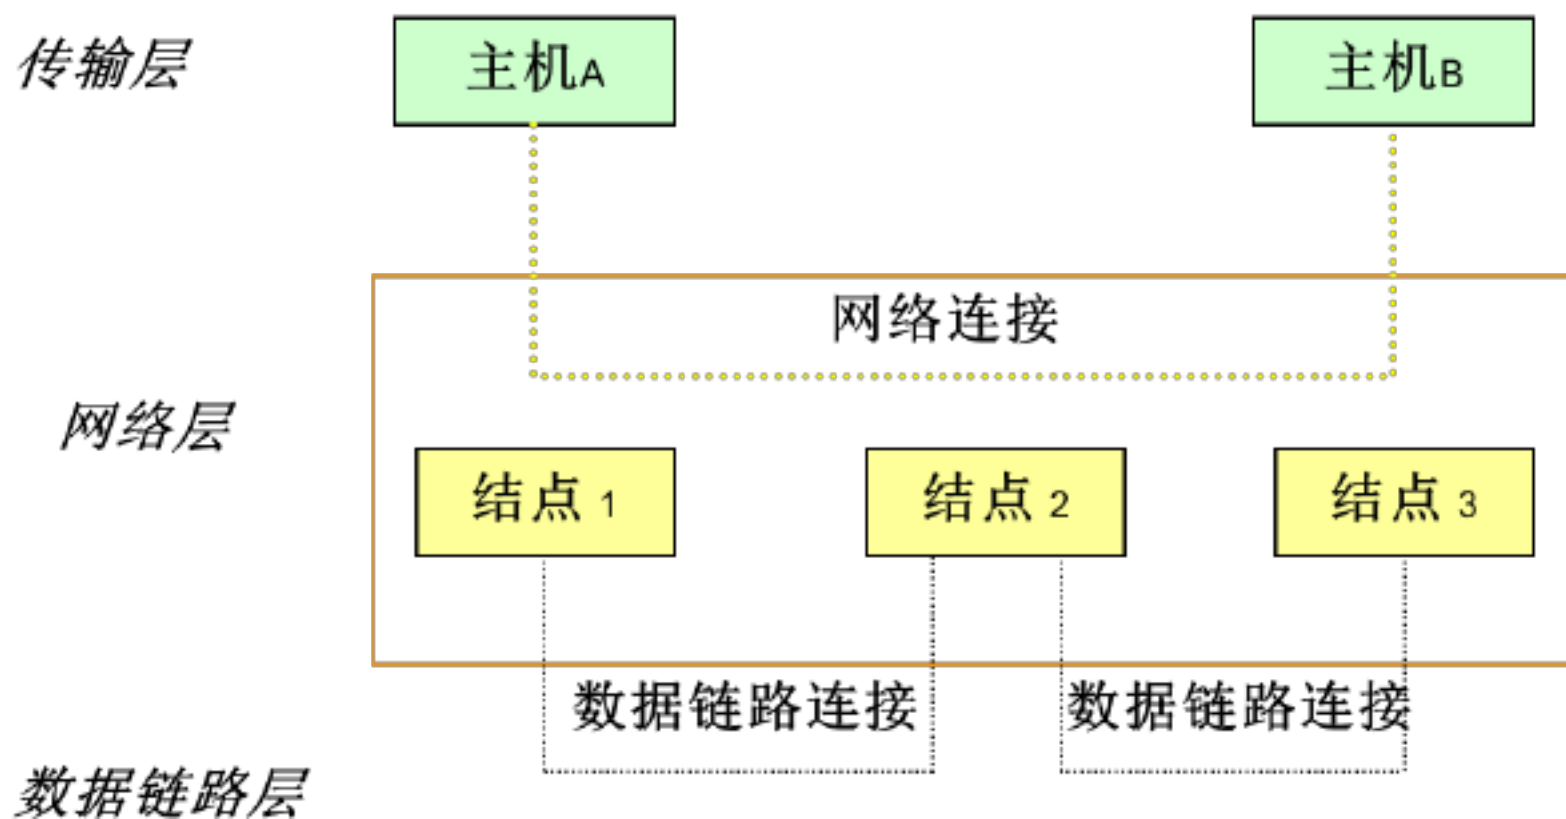 传输层
主机A
主机B
网络连接
网络层
结点 1
结点 2
结点 3
数据链路连接
数据链路连接
数据链路层